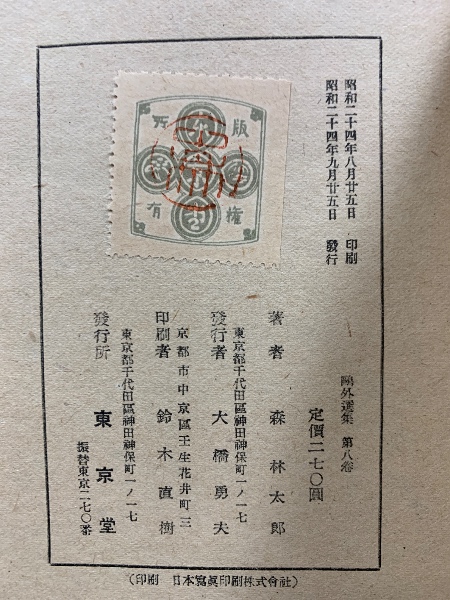 昭和二十四年八月廿五日 印刷
昭和二十四年九月廿五日 發行
版権
所有
鷗外選集 第八卷
定價二七〇圓
著者 森林太郎
東京都千代田區神田神保町一ノ一七
發行者 大橋勇夫
京都市中京區壬生花井町三
印刷者 鈴木直樹
東京都千代田區神田神保町一ノ一七
發行所 東京堂
振替東京二七〇番
(印刷 日本寫眞印刷株式會社)